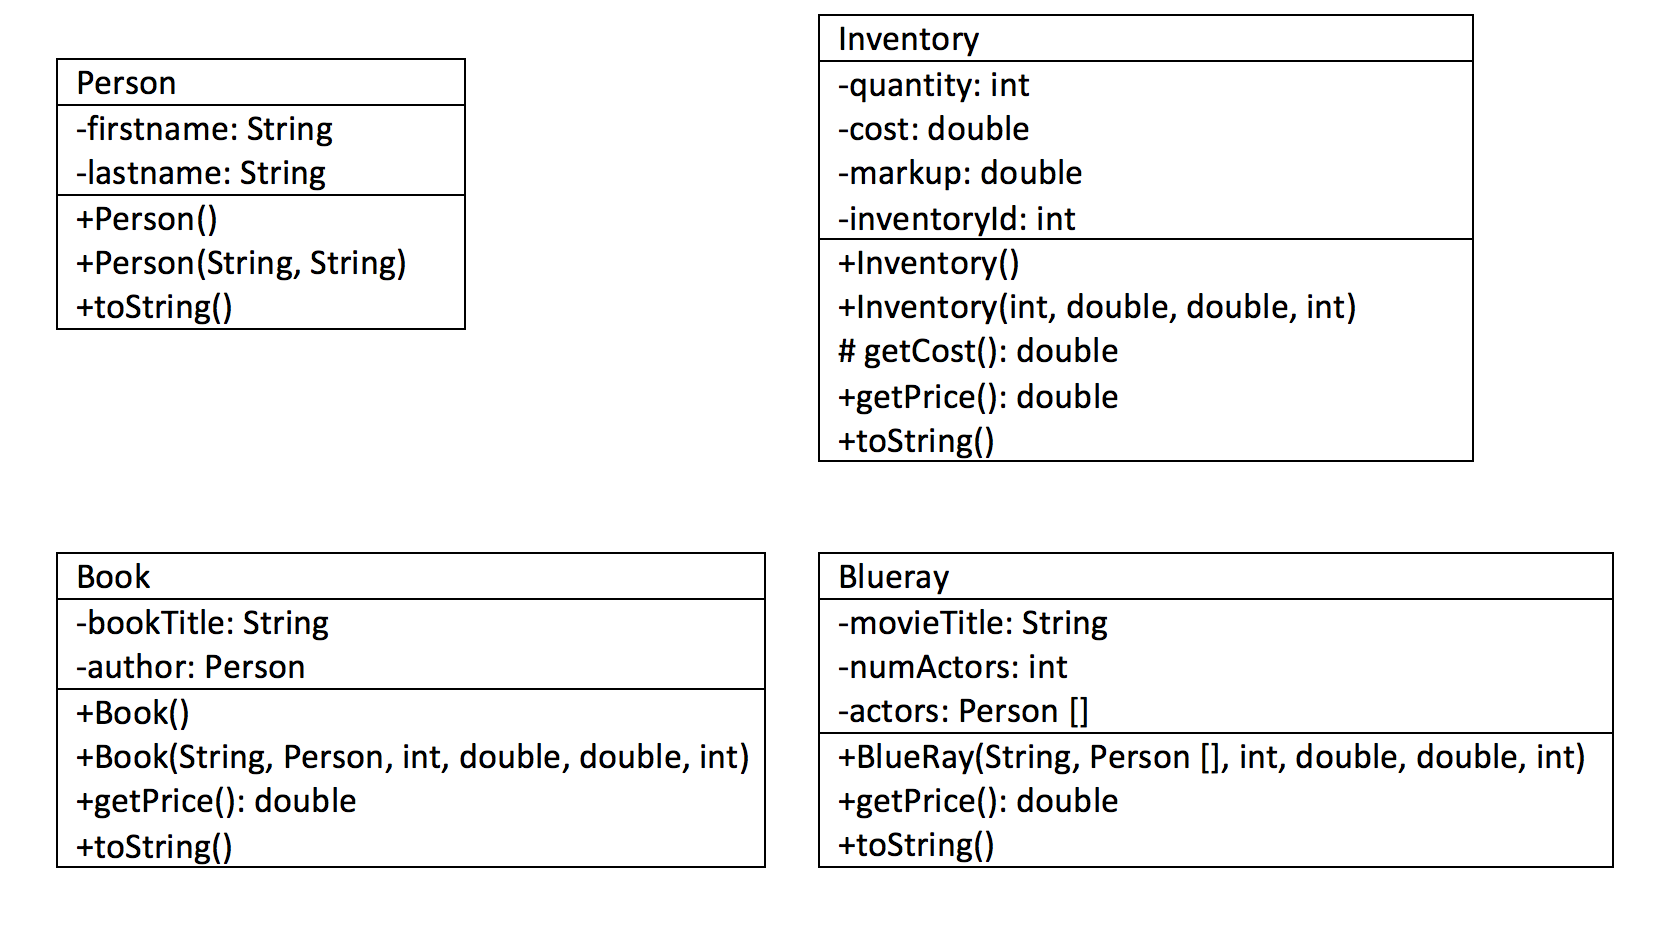 Person
-firstname: String
-lastname: String
+Person()
+Person(String, String)
+toString()
Inventory
-quantity: int
-cost: double
-markup: double
-inventoryId: int
+Inventory()
+Inventory(int, double, double, int)
# getCost(): double
+getPrice(): double
+toString()
Book
-bookTitle: String
-author: Person
+Book()
+Book(String, Person, int, double, double, int)
+getPrice(): double
+toString()
Blueray
-movieTitle: String
-numActors: int
-actors: Person []
+BlueRay(String, Person [], int, double, double, int)
+getPrice(): double
+toString()